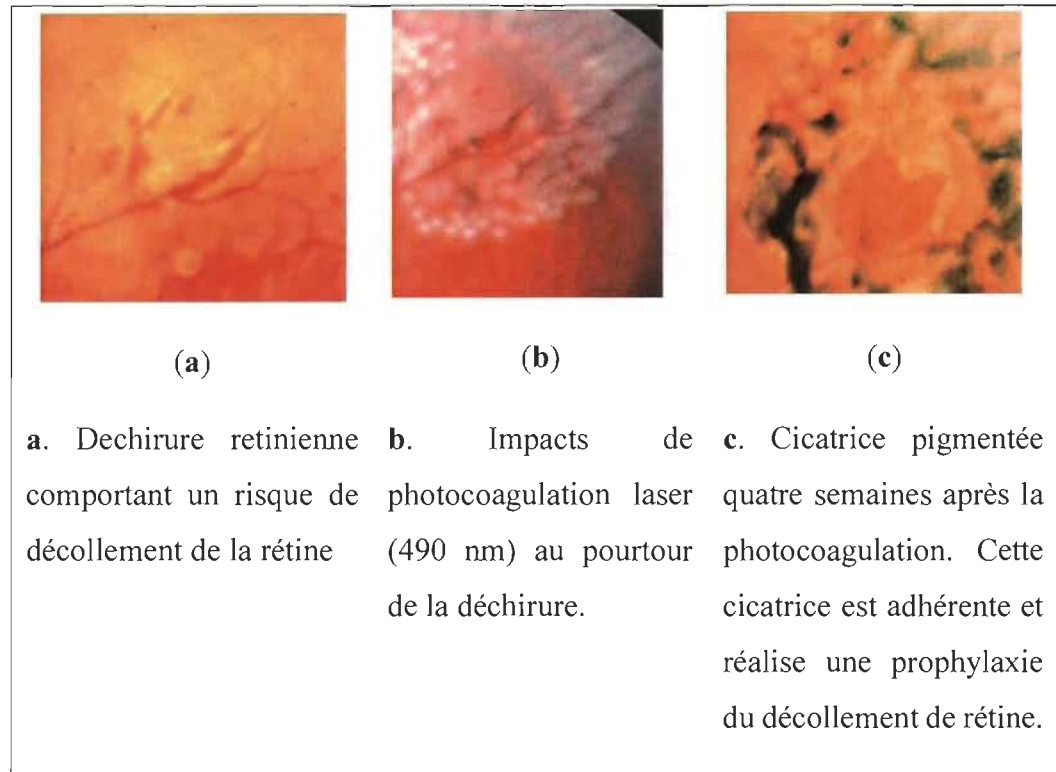 (a)
(b)
(c)
a. Dechirure retinienne
comportant un risque de
décollement de la rétine
b. Impacts de
photocoagulation laser
(490 nm) au pourtour
de la déchirure.
c. Cicatrice pigmentée
quatre semaines après la
photocoagulation. Cette
cicatrice est adhérente et
réalise une prophylaxie
du décollement de rétine.